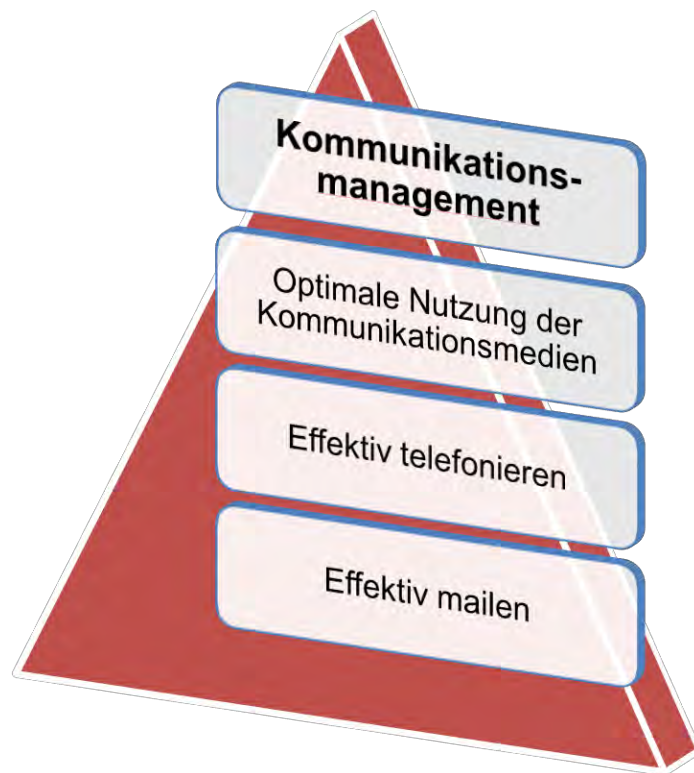 Kommunikations-
management
Optimale Nutzung der
Kommunikationsmedien
Effektiv telefonieren
Effektiv mailen